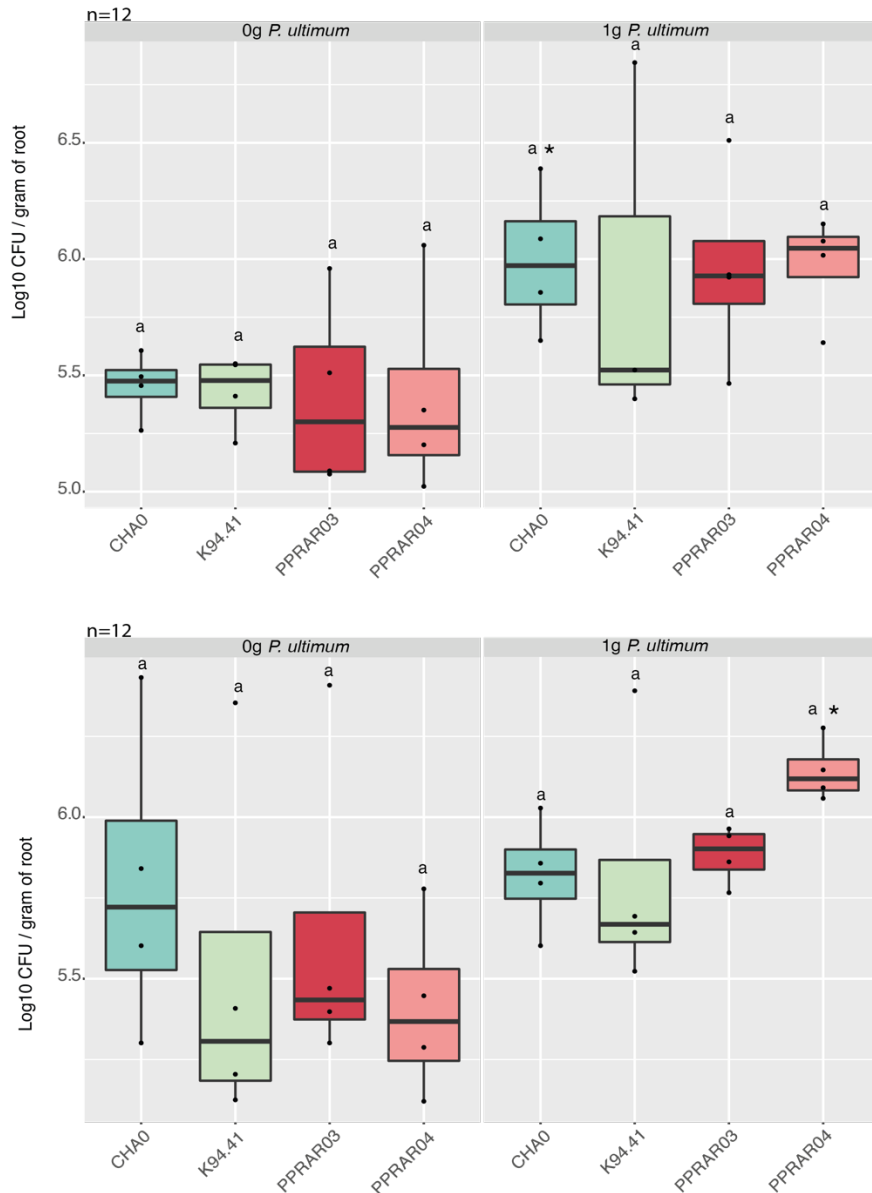 n=12
0g P. ultimum
1g P. ultimum
Log10 CFU / gram of root
6.5
6.0
5.5
5.0
a
a
a
a
a *
a
a
a
CHA0
K94.41
PPRAR03
PPRAR04
CHA0
K94.41
PPRAR03
PPRAR04
n=12
0g P. ultimum
1g P. ultimum
Log10 CFU / gram of root
6.0
5.5
a
a
a
a
a
a
a
a *
CHA0
K94.41
PPRAR03
PPRAR04
CHA0
K94.41
PPRAR03
PPRAR04